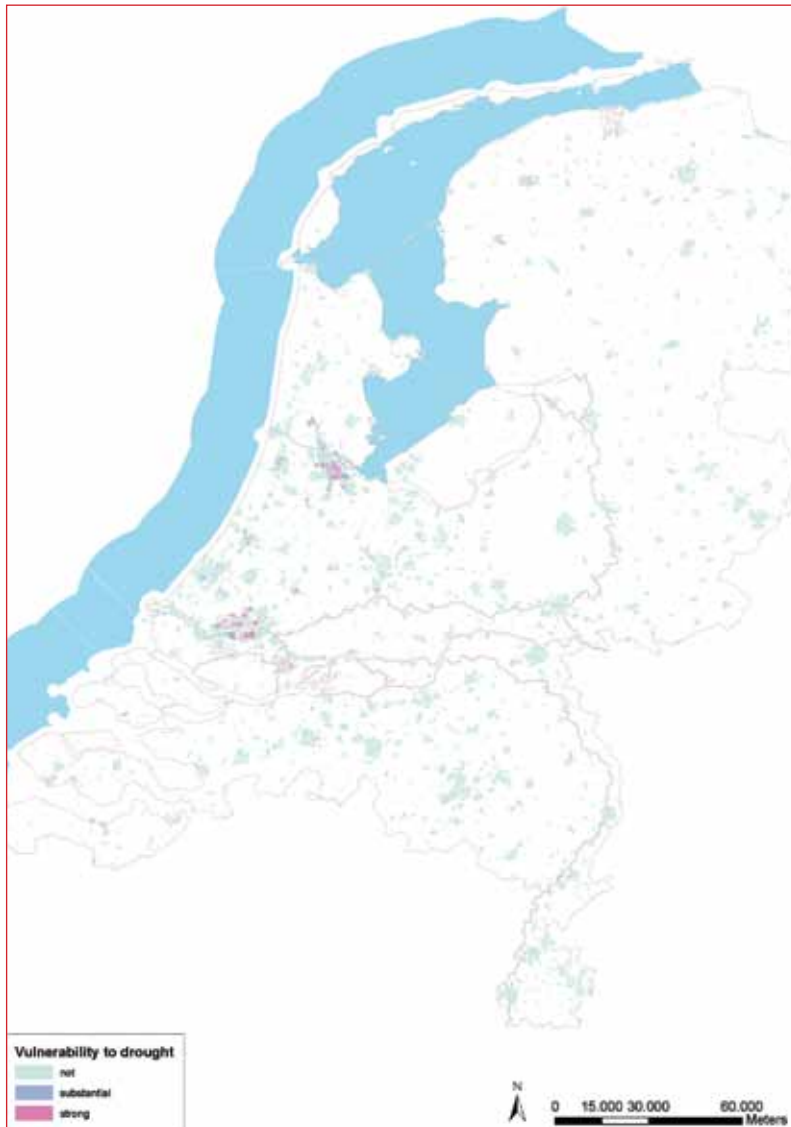 Vulnerability to drought
not
substantial
strong
N
0 15.000 30.000 60.000
Meters